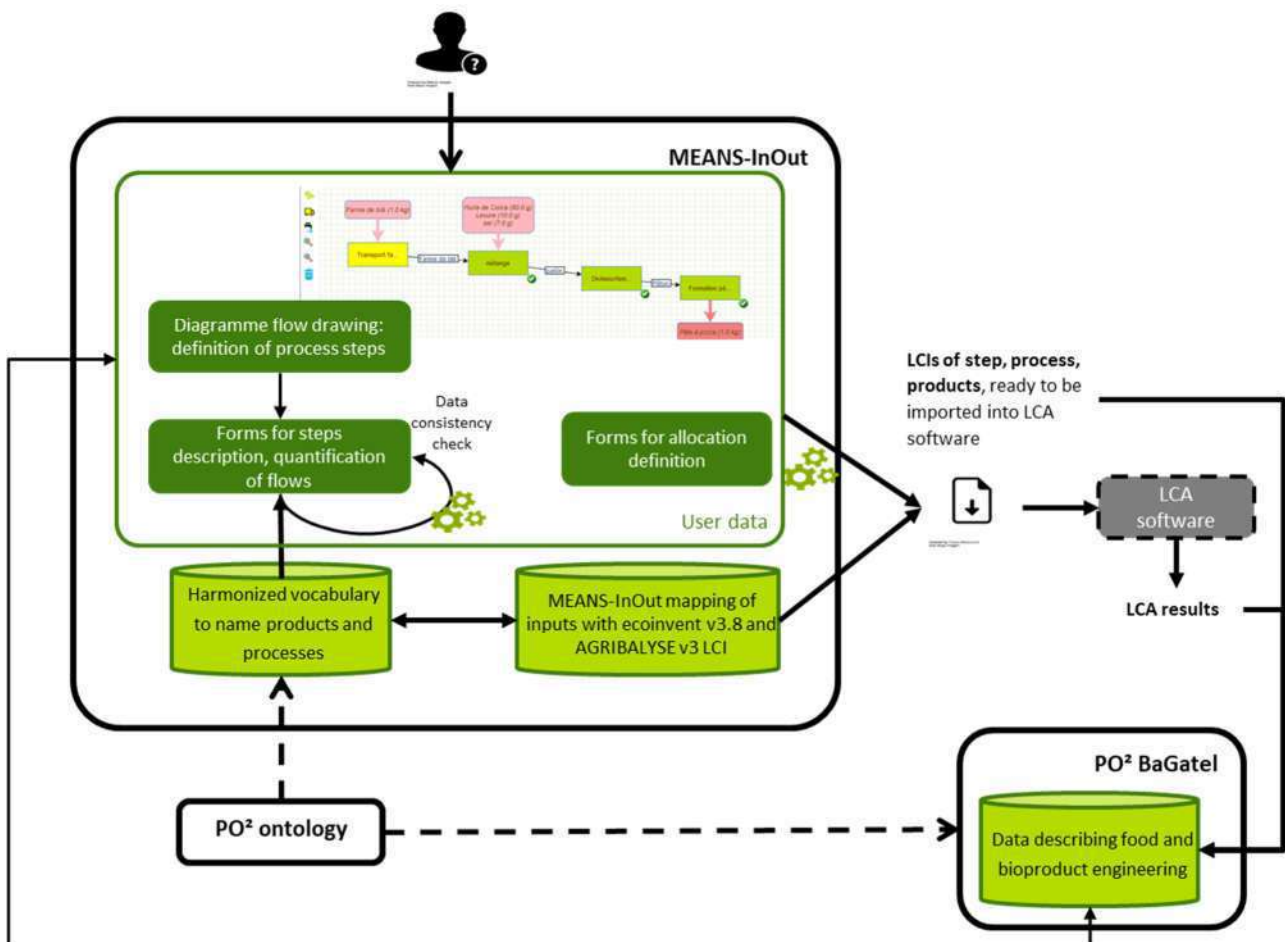 MEANS-InOut
mélange
Diagramme flow drawing:
definition of process steps
Data
consistency
check
Forms for steps
description, quantification
of flows
Forms for allocation
definition
User data
LCIs of step, process,
products, ready to be
imported into LCA
software
LCA
software
LCA results
Harmonized vocabulary
to name products and
processes
MEANS-InOut mapping of
inputs with ecoinvent v3.8 and
AGRIBALYSE v3 LCI
PO² ontology
PO² BaGatel
Data describing food and
bioproduct engineering